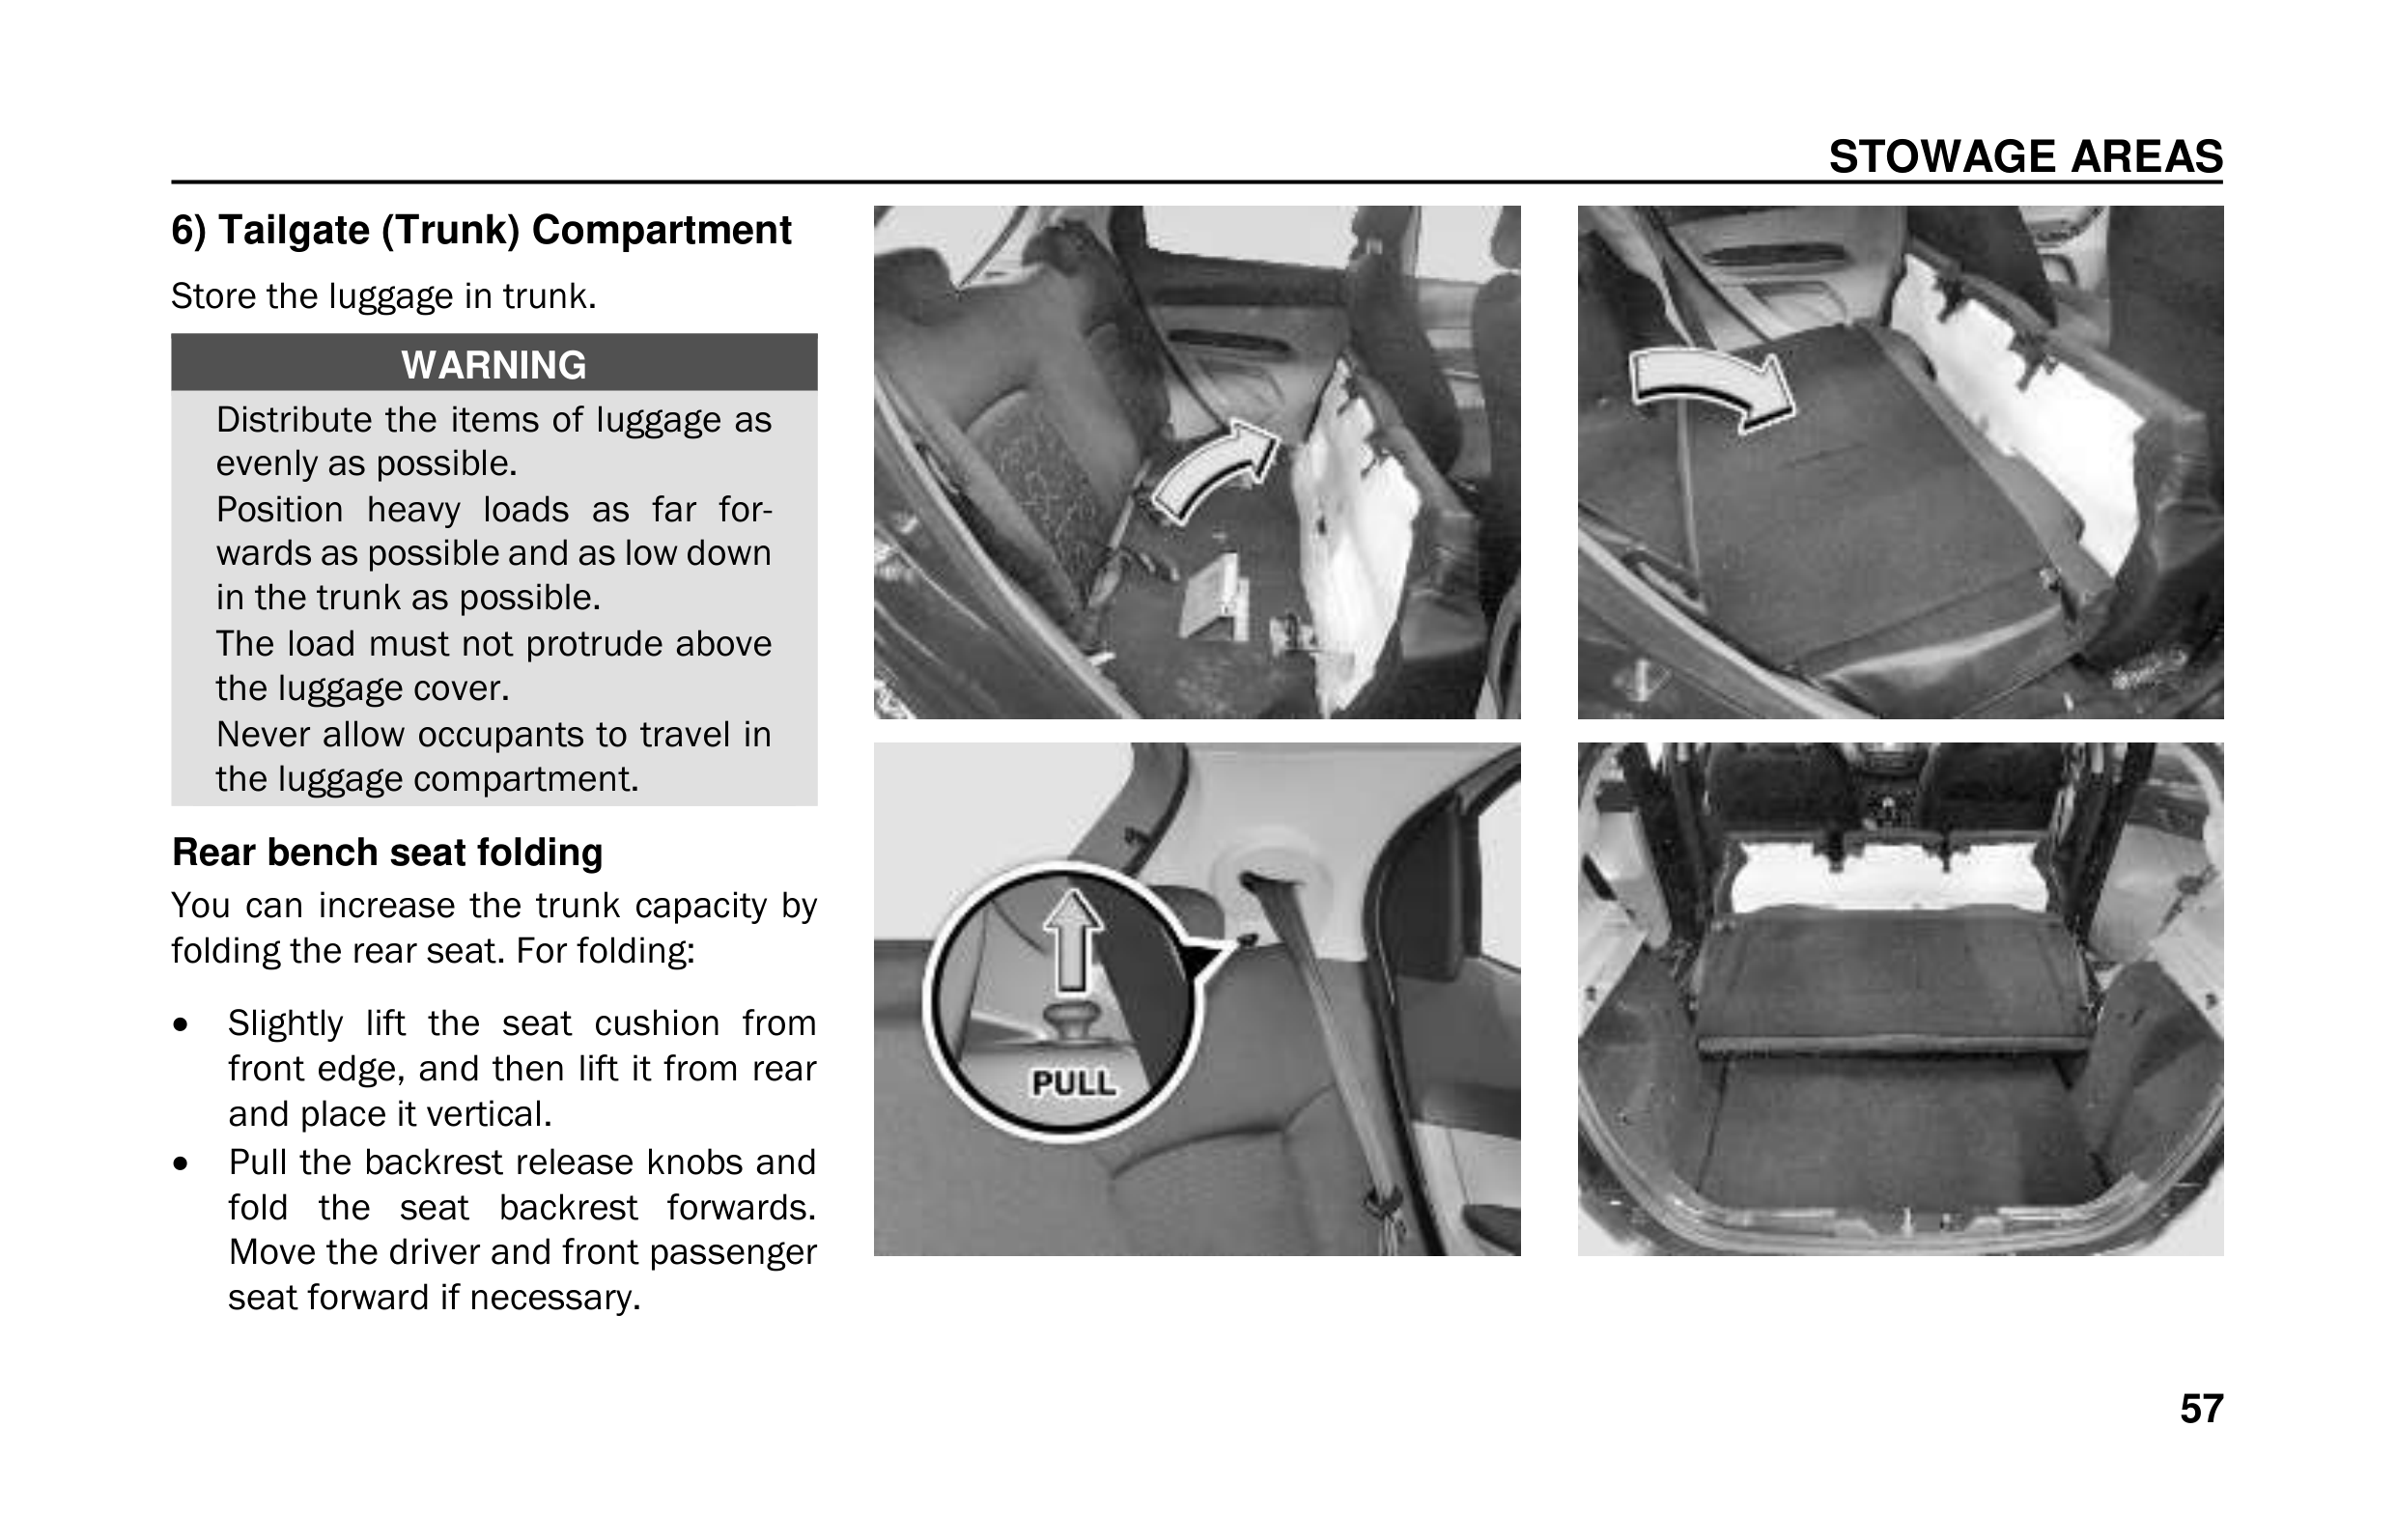 STOWAGE AREAS
6) Tailgate (Trunk) Compartment
Store the luggage in trunk.
WARNING
Distribute the items of luggage as
evenly as possible.
Position heavy loads as far for-
wards as possible and as low down
in the trunk as possible.
The load must not protrude above
the luggage cover.
Never allow occupants to travel in
the luggage compartment.
Rear bench seat folding
You can increase the trunk capacity by
folding the rear seat. For folding:
• Slightly lift the seat cushion from
front edge, and then lift it from rear
and place it vertical.
• Pull the backrest release knobs and
fold the seat backrest forwards.
Move the driver and front passenger
seat forward if necessary.
PULL
57